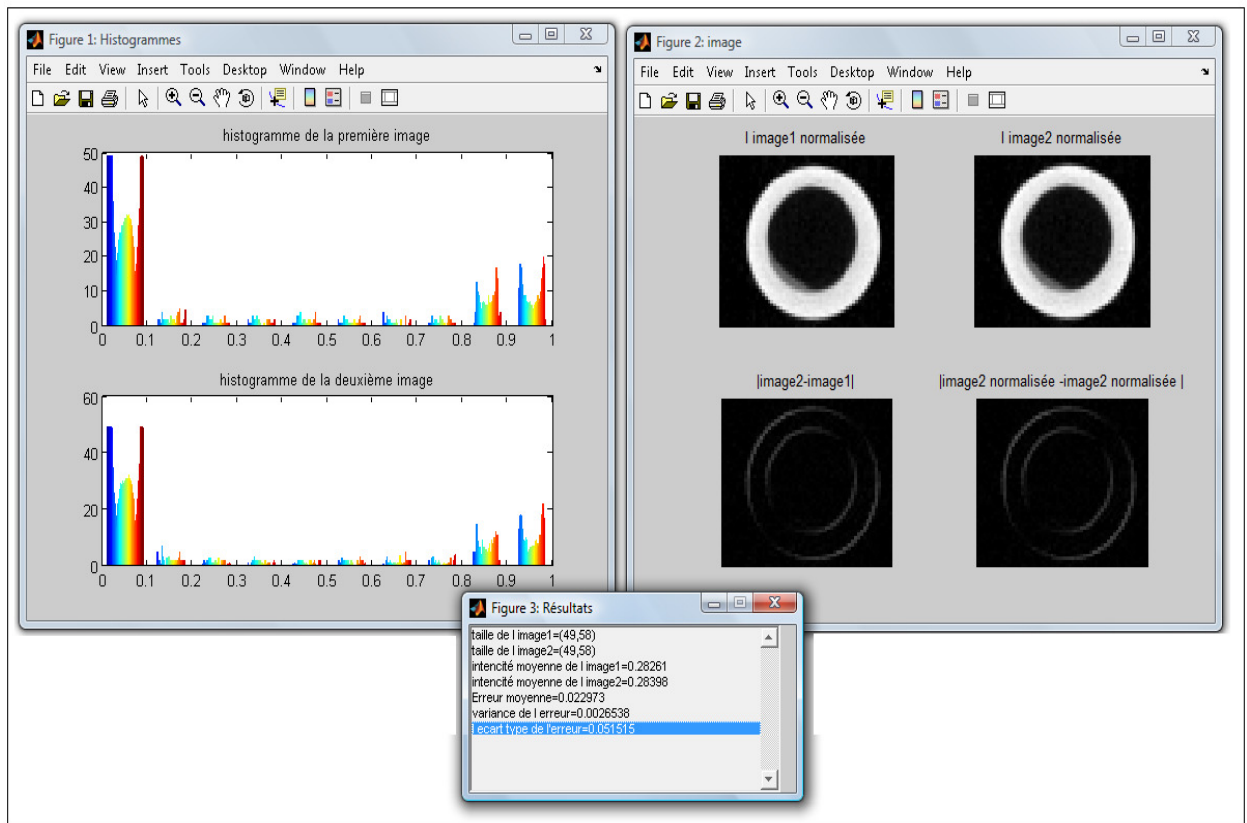 Figure 1: Histogrammes
File Edit View Insert Tools Desktop Window Help
histogramme de la première image
50
40
30
20
10
0
0 0.1 0.2 0.3 0.4 0.5 0.6 0.7 0.8 0.9 1
histogramme de la deuxième image
60
40
20
0
0 0.1 0.2 0.3 0.4 0.5 0.6 0.7 0.8 0.9 1
Figure 2: image
File Edit View Insert Tools Desktop Window Help
l image1 normalisée
l image2 normalisée
|image2-image1|
|image2 normalisée -image2 normalisée |
Figure 3: Résultats
taille de l image1=(49,58)
taille de l image2=(49,58)
intencité moyenne de l image1=0.28261
intencité moyenne de l image2=0.28398
Erreur moyenne=0.022973
variance de l erreur=0.0026538
l ecart type de l'erreur=0.051515